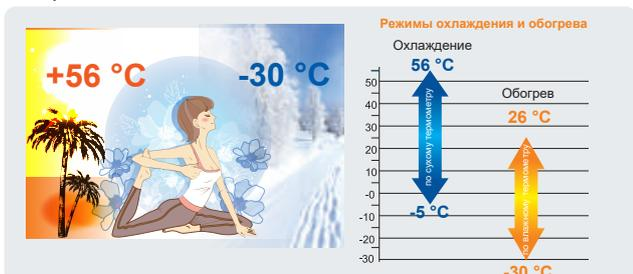 +56 °C
-30 °C
Режимы охлаждения и обогрева
Охлаждение
56 °C
Обогрев
26 °C
50
40
30
20
10
-0
-10
-20
-30
по сухому термометру
по влажному термометру
-5 °C
-30 °C